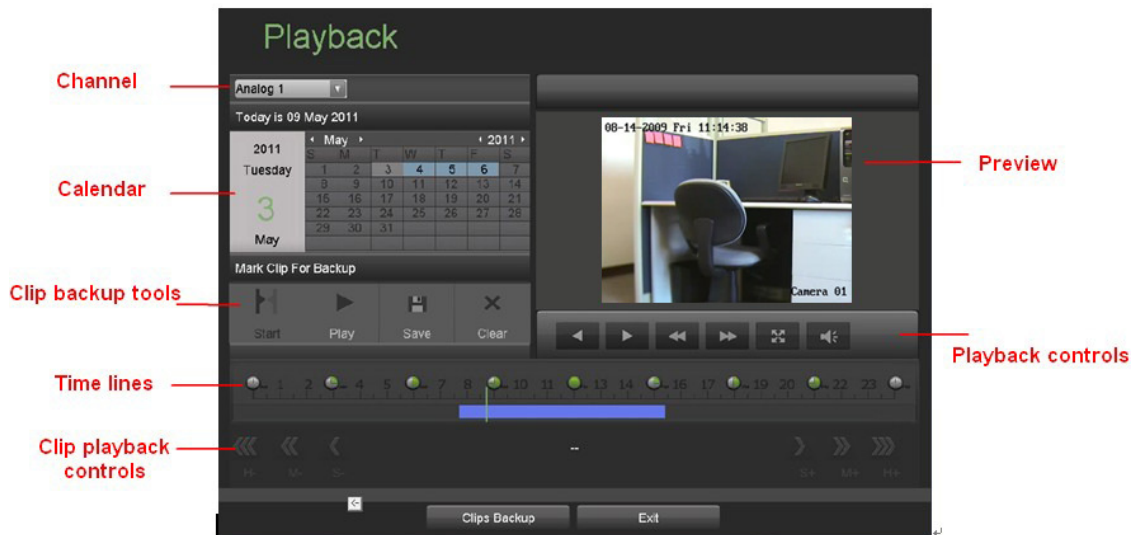 Playback
Channel
Analog 1
Today is 09 May 2011
2011
Tuesday
3
May
May 2011
S M T W T F S
1 2 3 4 5 6 7
8 9 10 11 12 13 14
15 16 17 18 19 20 21
22 23 24 25 26 27 28
29 30 31
Calendar
08-14-2009 Fri 11:14:38
Camera 01
Preview
Mark Clip For Backup
Clip backup tools
Start Play Save Clear
Playback controls
Time lines
1 2 4 5 7 8 10 11 13 14 16 17 19 20 22 23
Clip playback controls
--
H- M- S- S+ M+ H+
Clips Backup
Exit